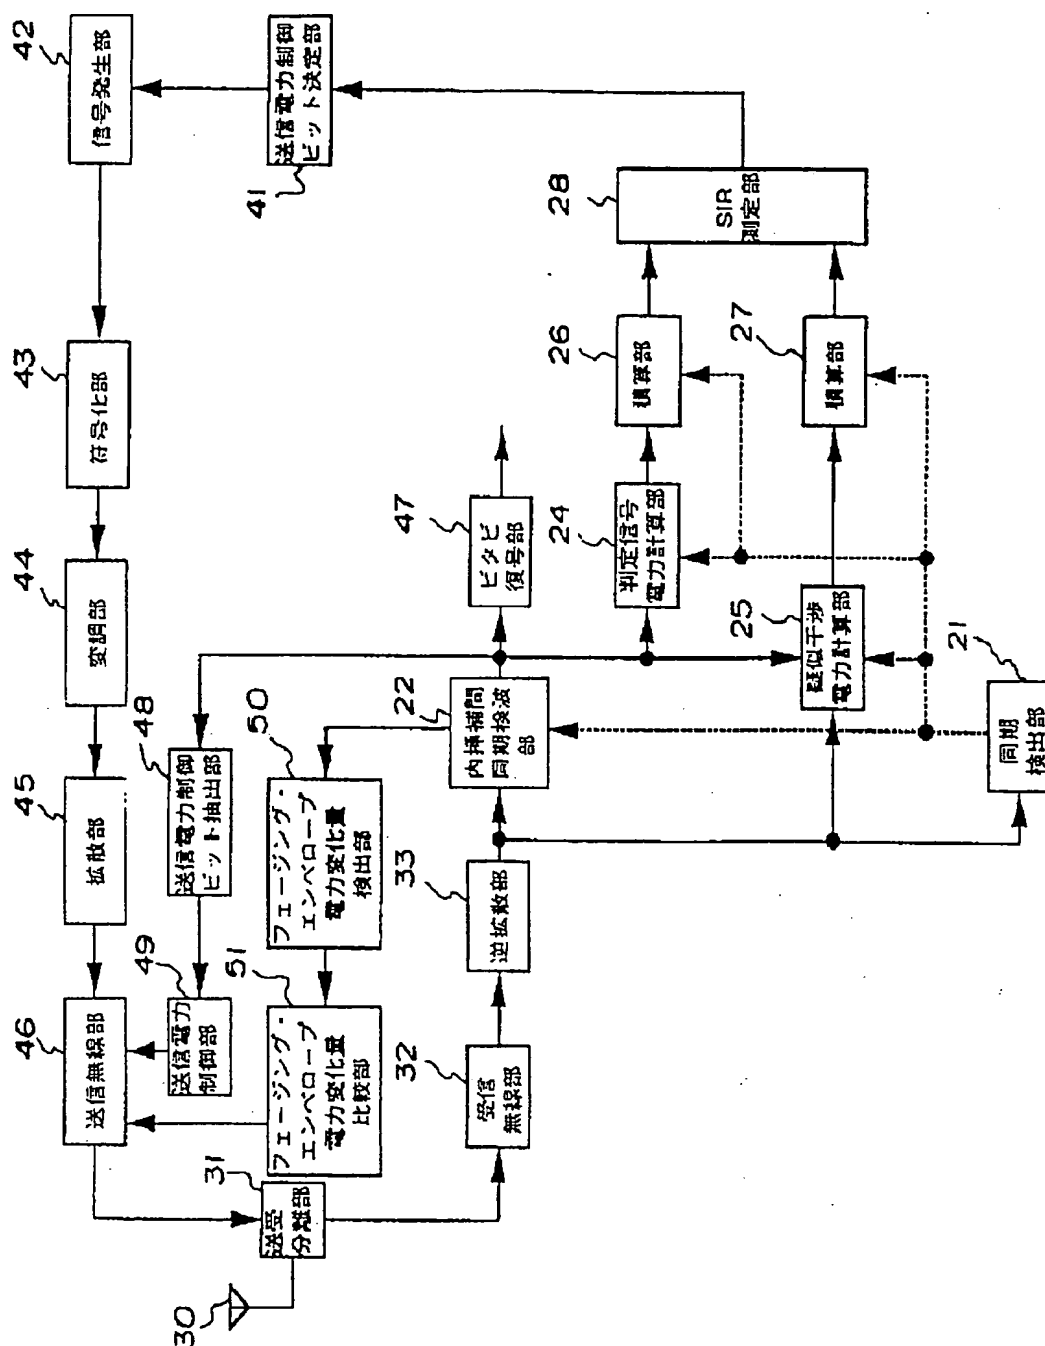 42
信号発生部
43
符号化部
44
変調部
45
拡散部
46
送信無線部
41
送信電力制御
ビット決定部
48
送信電力制御
ビット抽出部
49
送信電力
制御部
50
フェージング・
エンベロープ
電力変化量
検出部
51
フェージング・
エンベロープ
電力変化量
比較部
31
送受
分離部
30
28
SIR
測定部
26
積算部
27
積算部
47
ビタビ
復号部
24
判定信号
電力計算部
25
疑似干渉
電力計算部
22
内挿補間
同期検波
部
21
同期
検出部
33
逆拡散部
32
受信
無線部